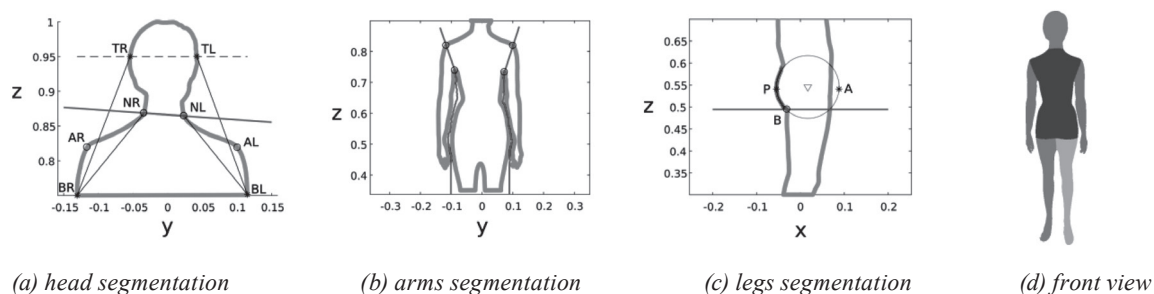 1
0.95
0.9
0.85
0.8
0.75
z
TR
TL
NR
NL
AR
AL
BR
BL
-0.15
-0.1
-0.05
0
0.05
0.1
0.15
y
0.8
0.7
0.6
0.5
0.4
z
-0.3
-0.2
-0.1
0
0.1
0.2
0.3
y
0.65
0.6
0.55
0.5
0.45
0.4
0.35
z
P
A
B
-0.2
-0.1
0
0.1
0.2
x
(a) head segmentation
(b) arms segmentation
(c) legs segmentation
(d) front view